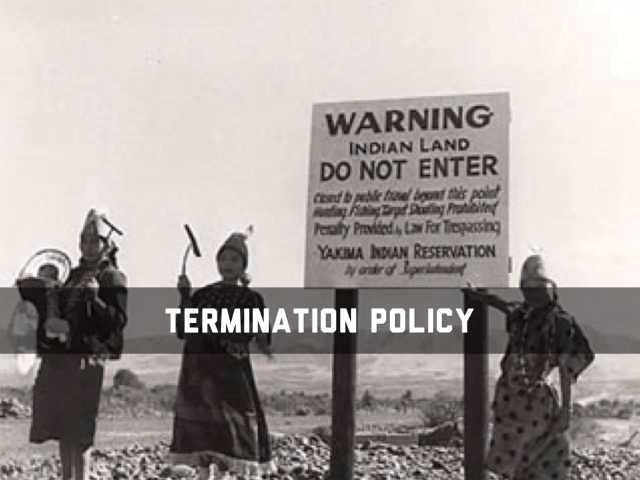 WARNING
INDIAN LAND
DO NOT ENTER
Closed to public travel beyond this point
Hunting, Fishing, Target Shooting Prohibited
Penalty Provided by Law For Trespassing
YAKIMA INDIAN RESERVATION
by order of Superintendent
TERMINATION POLICY